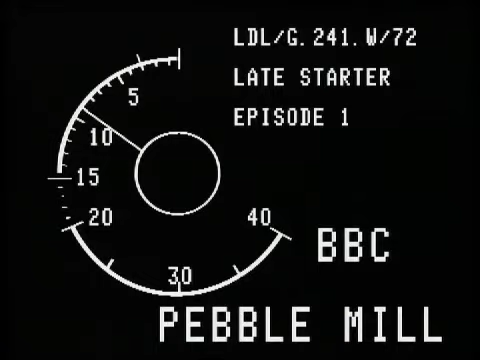 LDL/G.241.W/72
LATE STARTER
EPISODE 1
5
10
15
20
30
40
BBC
PEBBLE MILL